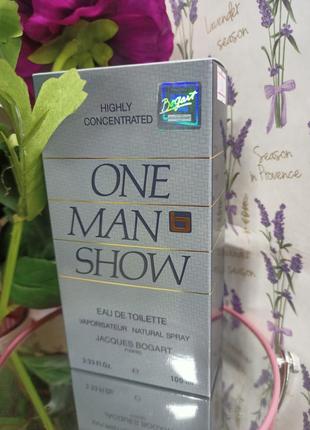 Lavender
season
Bogart
HIGHLY
CONCENTRATED
Season
in Provence
ONE
MAN
SHOW
EAU DE TOILETTE
VAPORISATEUR NATURAL SPRAY
JACQUES BOGART
PARIS
3.33 Fl. Oz. e 100 ml